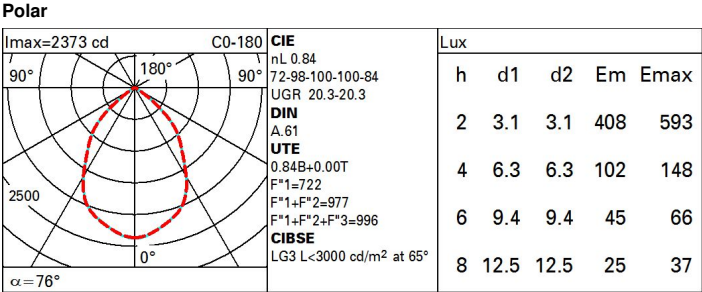 Polar
Imax=2373 cd C0-180
90° 180° 90°
2500
0°
α=76°
CIE
nL 0.84
72-98-100-100-84
UGR 20.3-20.3
DIN
A.61
UTE
0.84B+0.00T
F"1=722
F"1+F"2=977
F"1+F"2+F"3=996
CIBSE
LG3 L<3000 cd/m² at 65°
Lux
h d1 d2 Em Emax
2 3.1 3.1 408 593
4 6.3 6.3 102 148
6 9.4 9.4 45 66
8 12.5 12.5 25 37